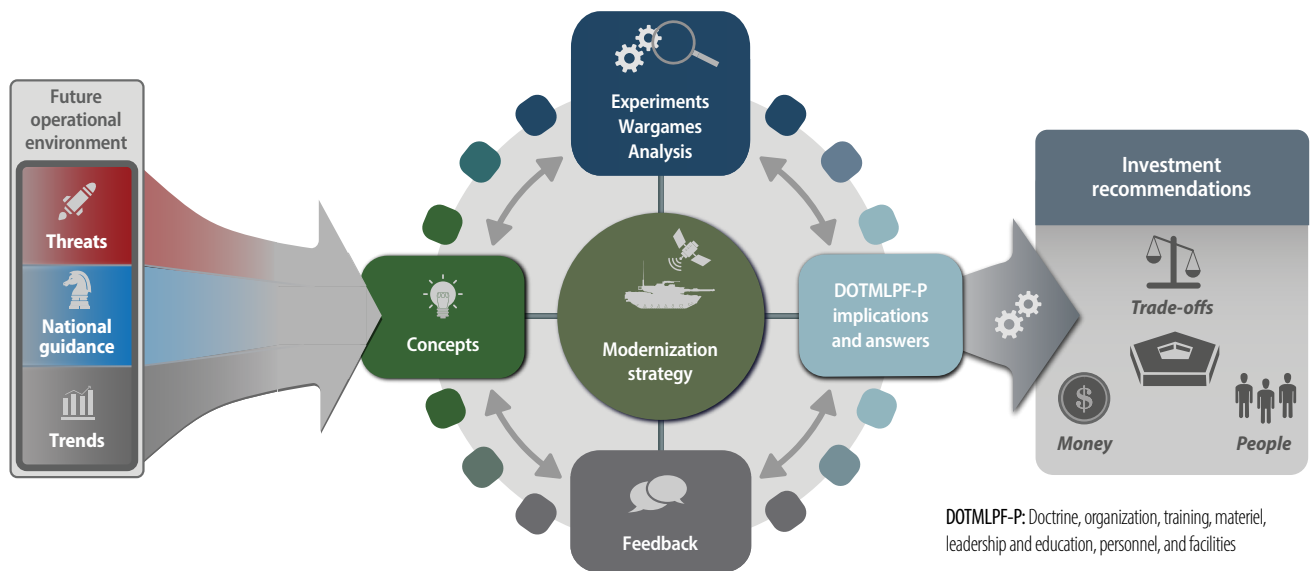 Future
operational
environment
Threats
National
guidance
Trends
Concepts
Experiments
Wargames
Analysis
Modernization
strategy
Feedback
DOTMLPF-P
implications
and answers
Investment
recommendations
Trade-offs
$
Money
People
DOTMLPF-P: Doctrine, organization, training, materiel,
leadership and education, personnel, and facilities